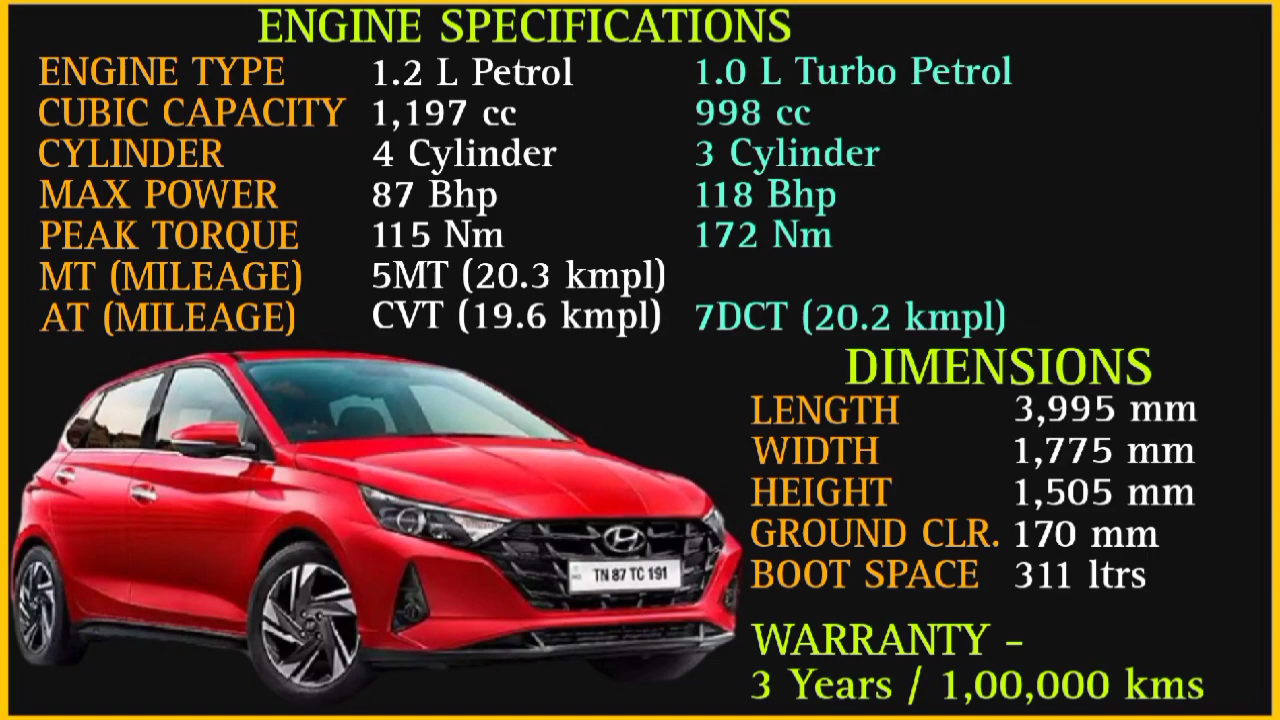 ENGINE SPECIFICATIONS
ENGINE TYPE 1.2 L Petrol 1.0 L Turbo Petrol
CUBIC CAPACITY 1,197 cc 998 cc
CYLINDER 4 Cylinder 3 Cylinder
MAX POWER 87 Bhp 118 Bhp
PEAK TORQUE 115 Nm 172 Nm
MT (MILEAGE) 5MT (20.3 kmpl)
AT (MILEAGE) CVT (19.6 kmpl) 7DCT (20.2 kmpl)
DIMENSIONS
LENGTH 3,995 mm
WIDTH 1,775 mm
HEIGHT 1,505 mm
GROUND CLR. 170 mm
BOOT SPACE 311 ltrs
TN 87 TC 191
WARRANTY -
3 Years / 1,00,000 kms